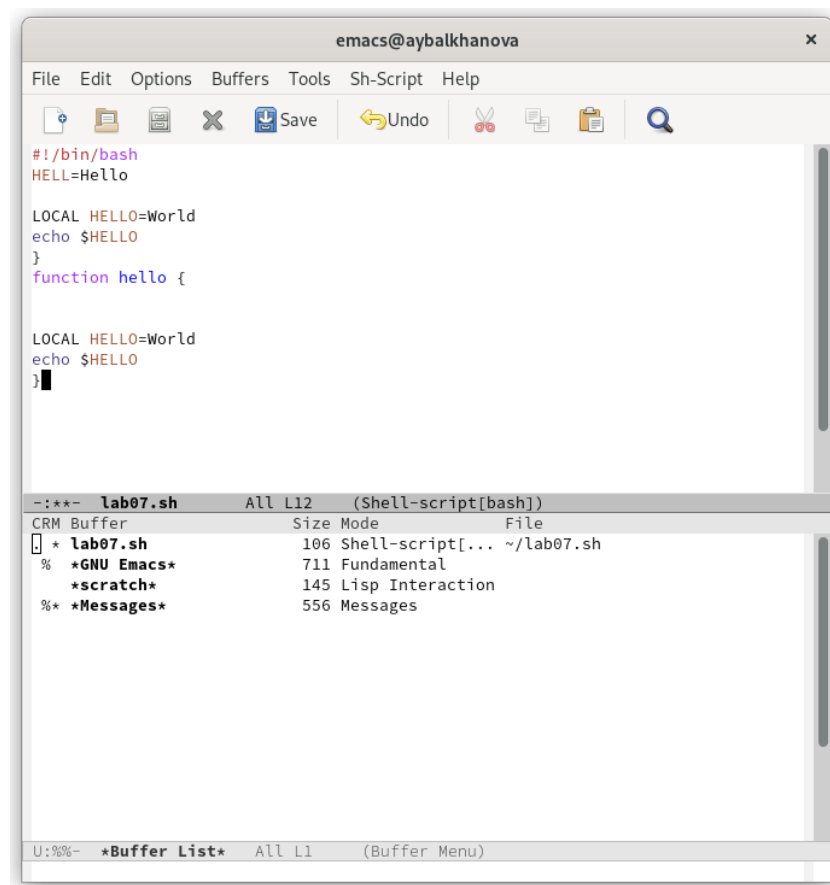 emacs@aybalkhanova ×
File Edit Options Buffers Tools Sh-Script Help
Save Undo
#!/bin/bash
HELL=Hello
LOCAL HELLO=World
echo $HELLO
}
function hello {
LOCAL HELLO=World
echo $HELLO
}
-:**- lab07.sh All L12 (Shell-script[bash])
CRM Buffer Size Mode File
. * lab07.sh 106 Shell-script[... ~/lab07.sh
% *GNU Emacs* 711 Fundamental
*scratch* 145 Lisp Interaction
%* *Messages* 556 Messages
U:%%- *Buffer List* All L1 (Buffer Menu)